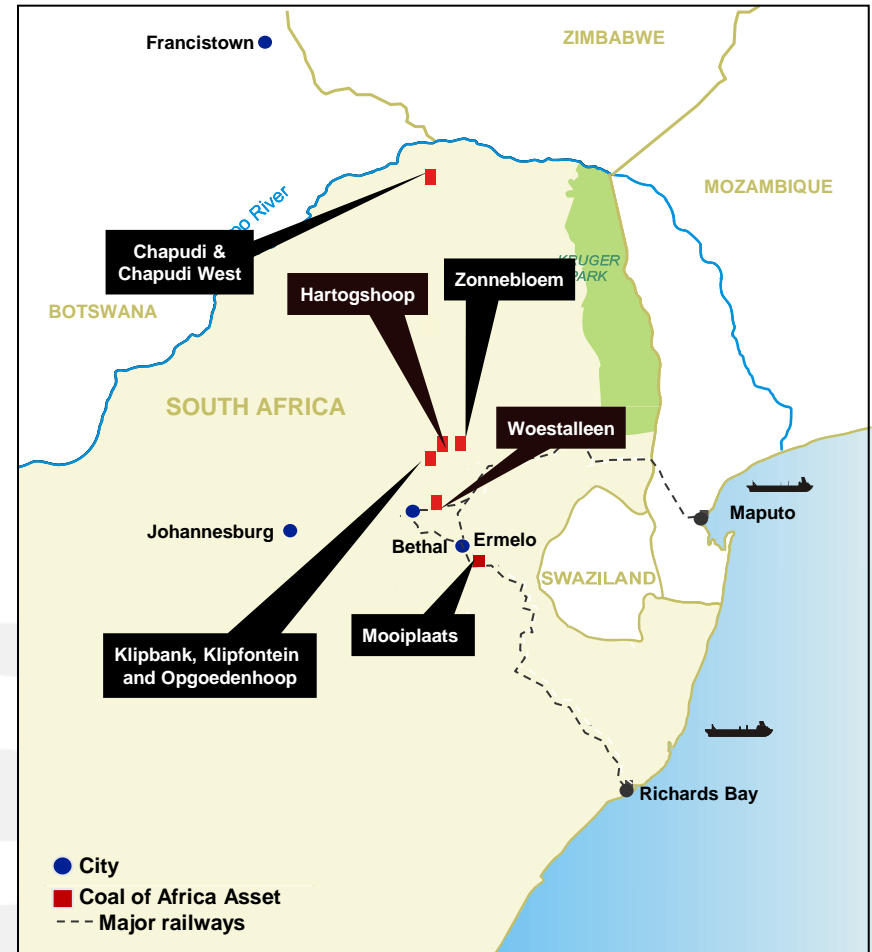 Francistown
ZIMBABWE
MOZAMBIQUE
River
Chapudi &
Chapudi West
KRUGER
PARK
Hartogshoop
Zonnebloem
BOTSWANA
SOUTH AFRICA
Woestalleen
Johannesburg
Maputo
Bethal
Ermelo
SWAZILAND
Mooiplaats
Klipbank, Klipfontein
and Opgoedenhoop
Richards Bay
City
Coal of Africa Asset
Major railways